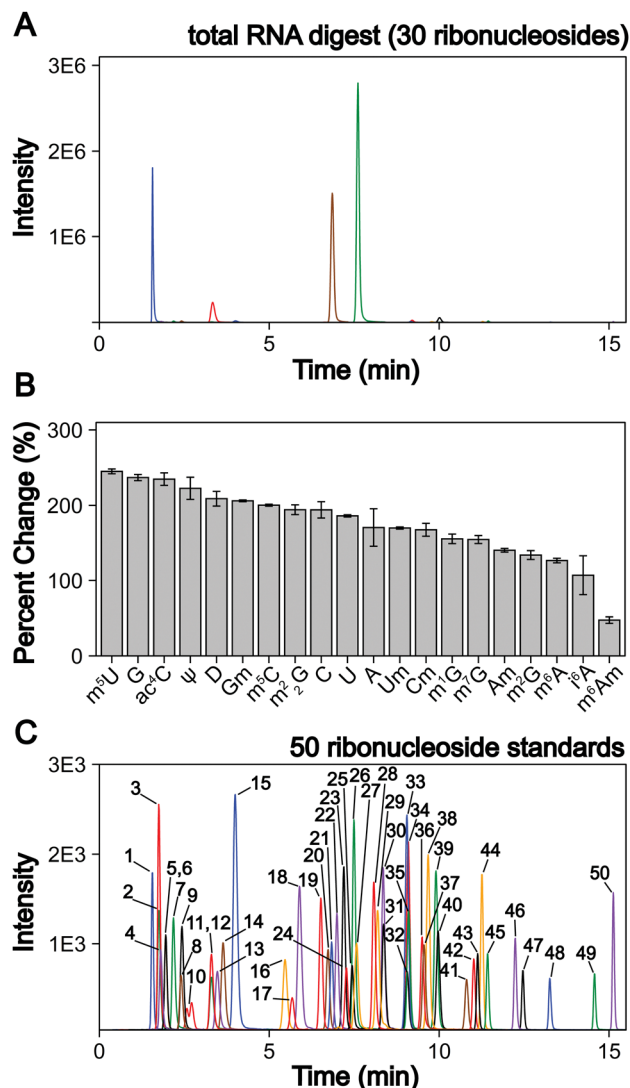 A
total RNA digest (30 ribonucleosides)
Intensity
3E6
2E6
1E6
0 5 10 15
Time (min)
B
Percent Change (%)
300
200
100
0
m⁵U G ac⁴C Ψ D Gm m⁵C m²₂G C U A Um Cm m¹G m⁷G Am m²G m⁶A i⁶A m⁶Am
C
50 ribonucleoside standards
Intensity
3E3
2E3
1E3
1 2 3 4 5,6 7 8 9 10 11,12 13 14 15 16 17 18 19 20 21 22 23 24 25 26 27 28 29 30 31 32 33 34 35 36 37 38 39 40 41 42 43 44 45 46 47 48 49 50
0 5 10 15
Time (min)